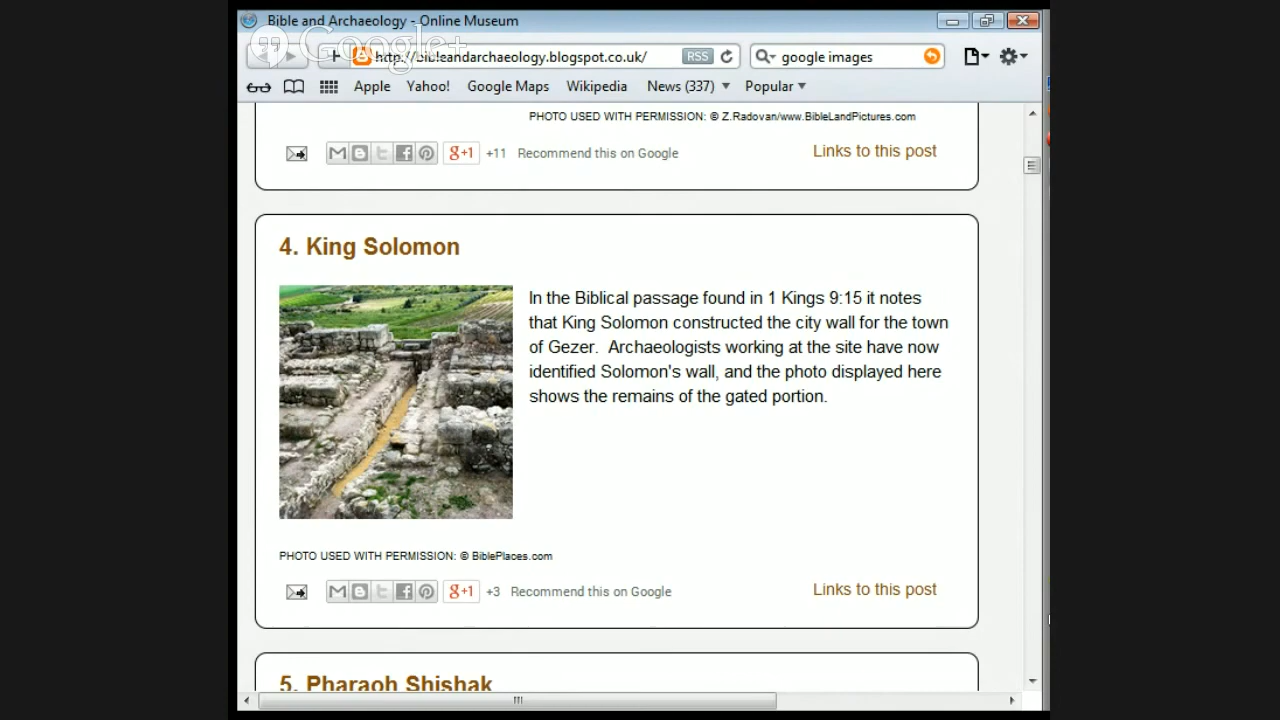 Bible and Archaeology - Online Museum
Google+
http://bibleandarchaeology.blogspot.co.uk/
RSS
google images
Apple
Yahoo!
Google Maps
Wikipedia
News (337)
Popular
PHOTO USED WITH PERMISSION: © Z.Radovan/www.BibleLandPictures.com
g+1
+11
Recommend this on Google
Links to this post
4. King Solomon
In the Biblical passage found in 1 Kings 9:15 it notes
that King Solomon constructed the city wall for the town
of Gezer.  Archaeologists working at the site have now
identified Solomon's wall, and the photo displayed here
shows the remains of the gated portion.
PHOTO USED WITH PERMISSION: © BiblePlaces.com
g+1
+3
Recommend this on Google
Links to this post
5. Pharaoh Shishak